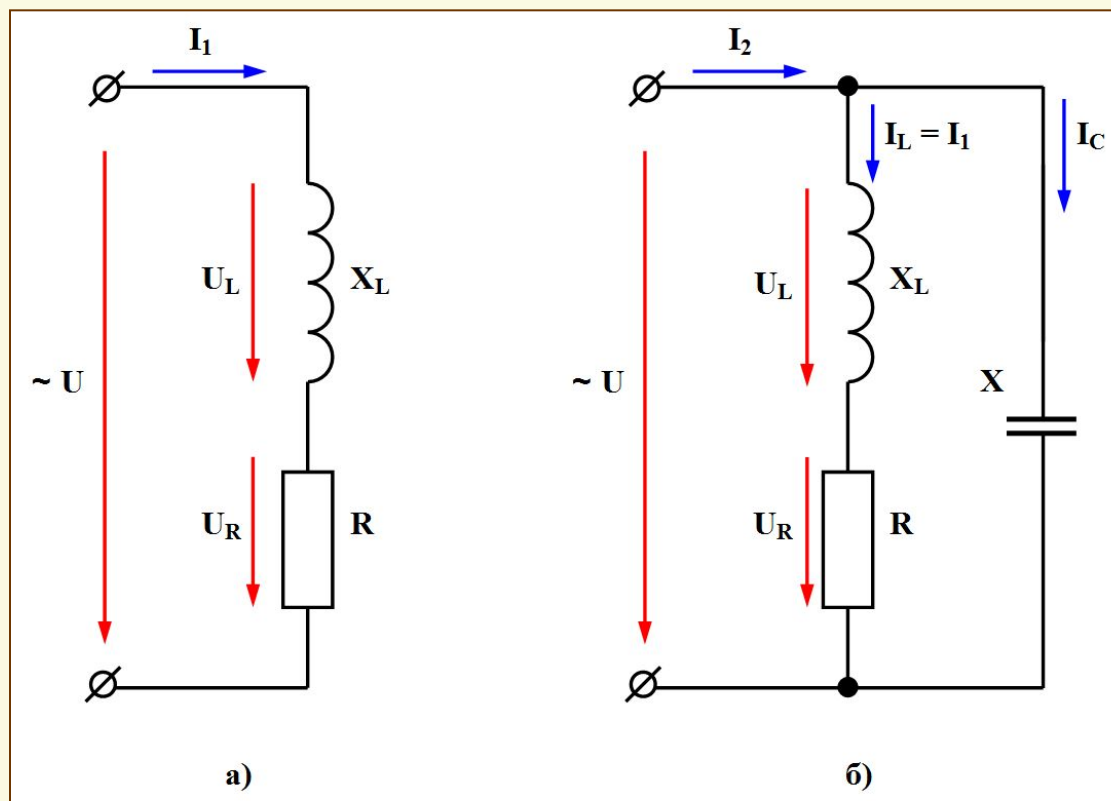 I₁
~ U
U_L
X_L
U_R
R
а)
I₂
I_L = I₁
I_C
~ U
U_L
X_L
X
U_R
R
б)